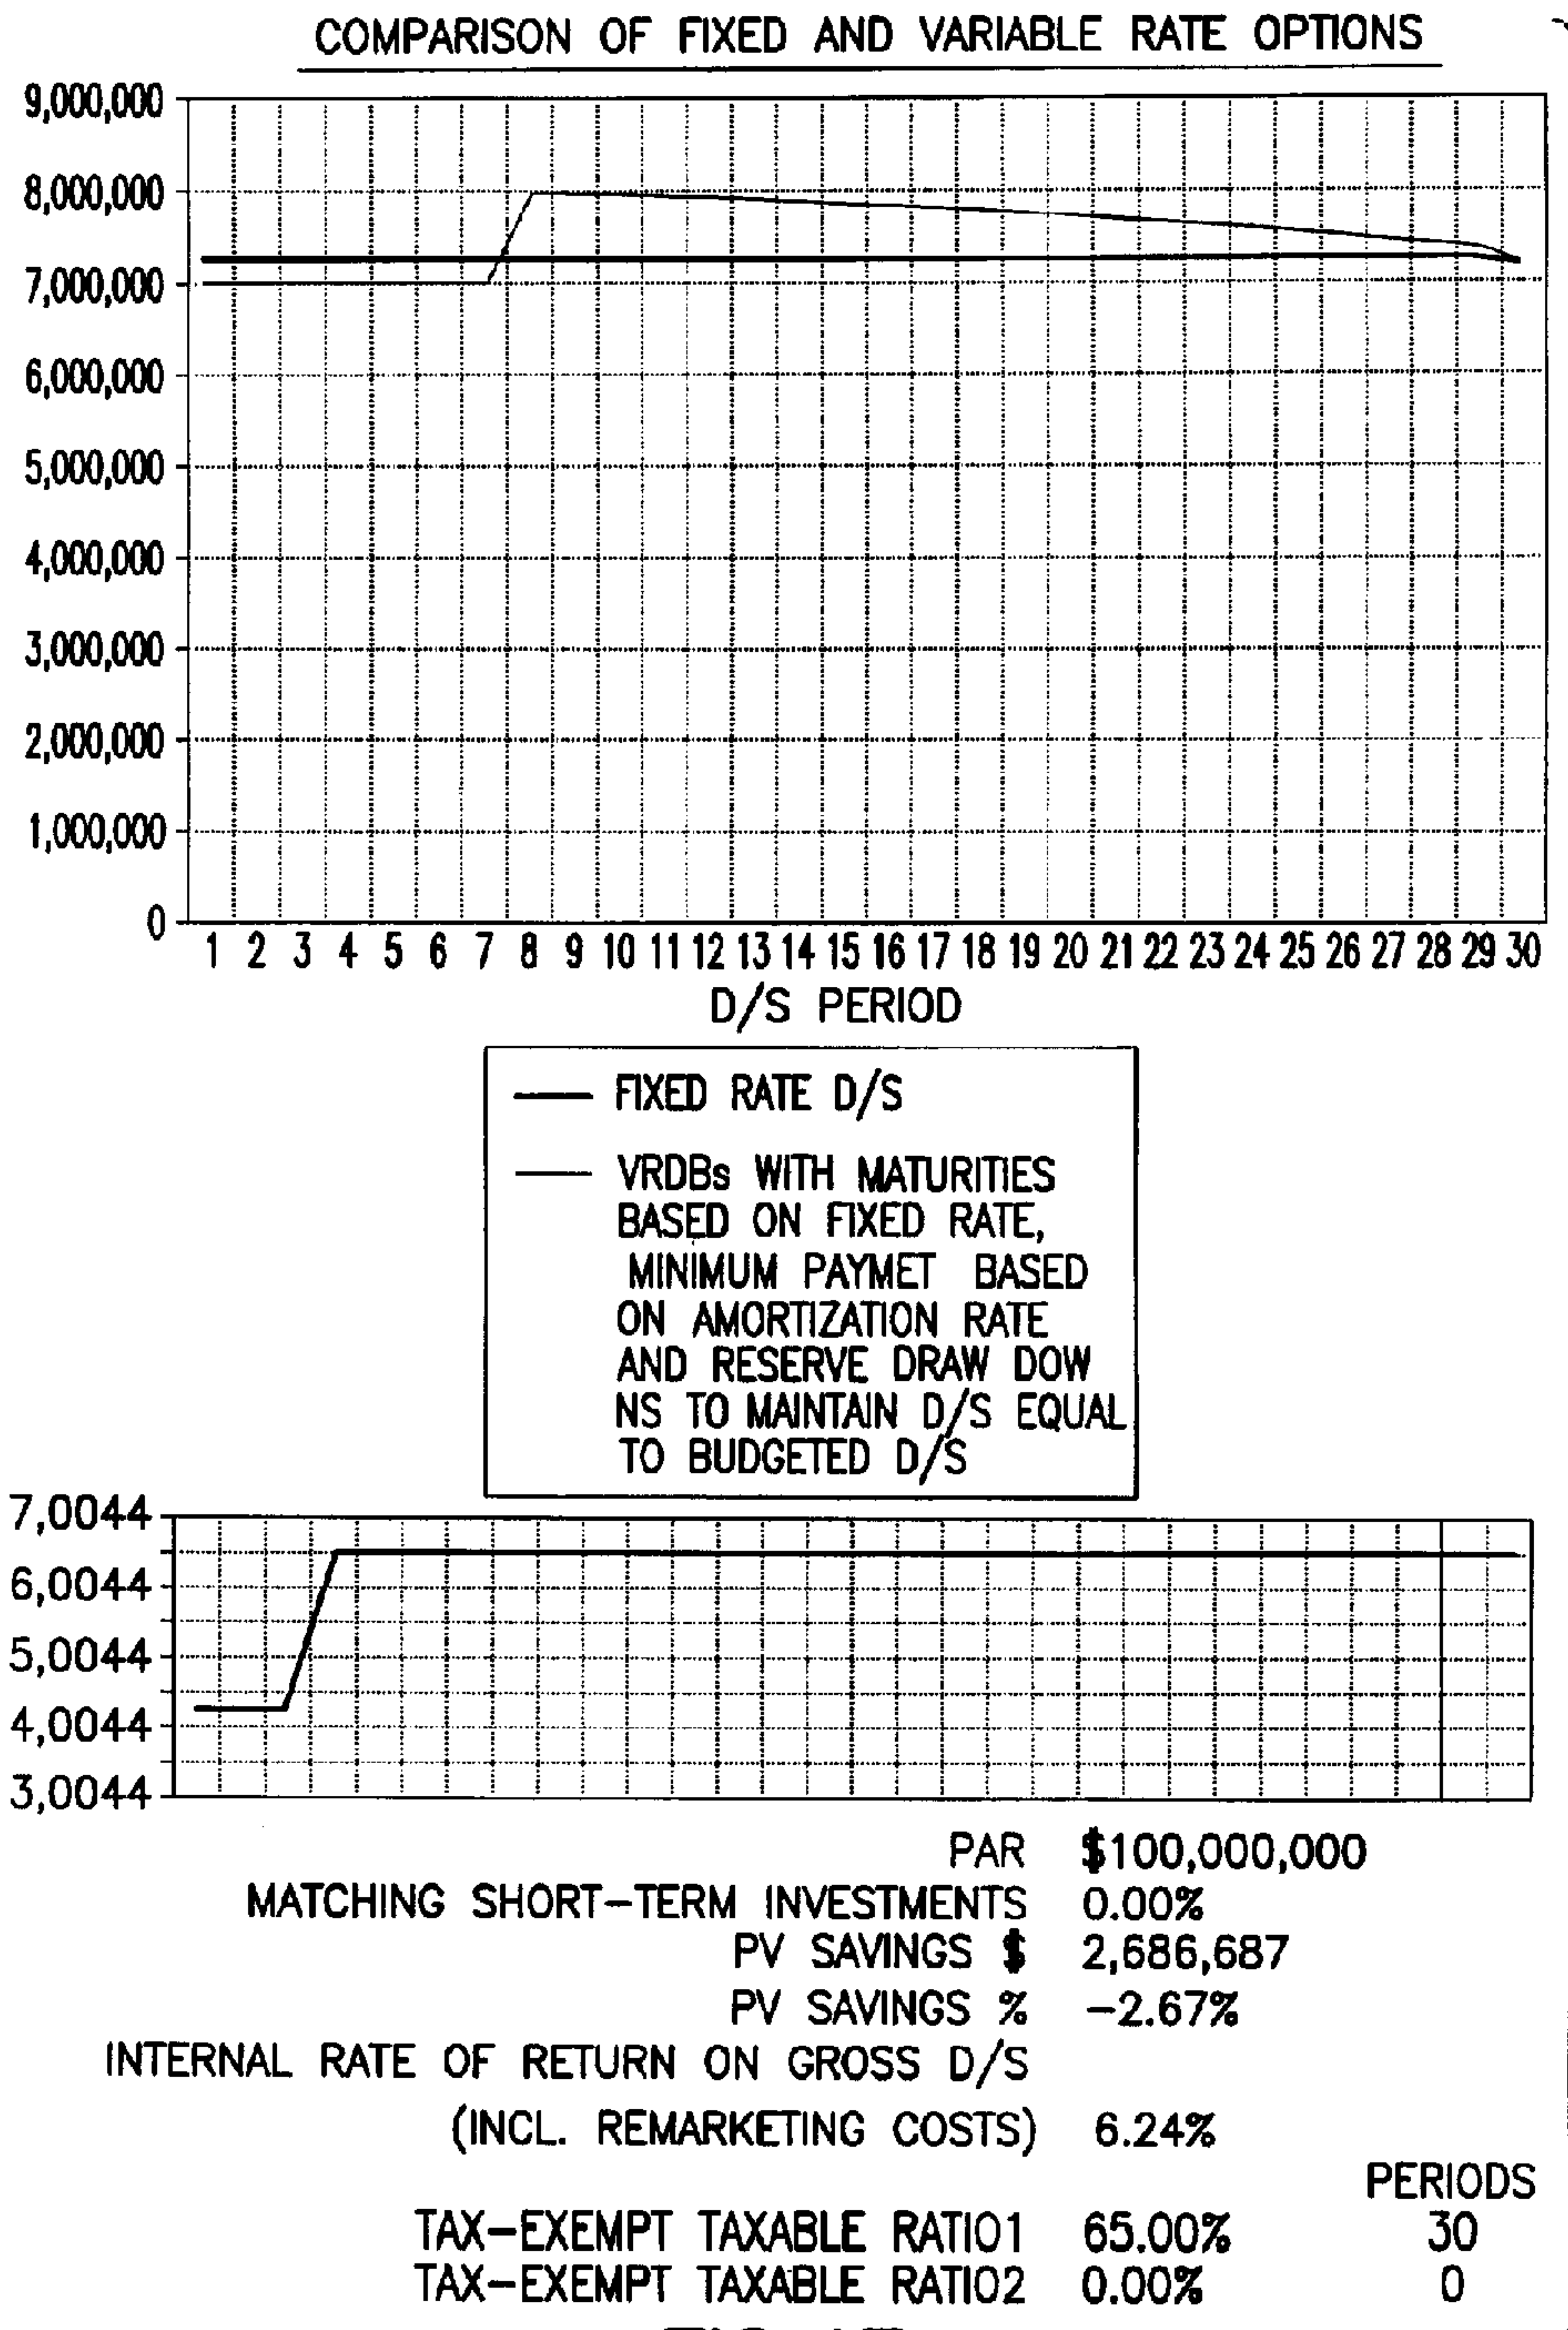 COMPARISON OF FIXED AND VARIABLE RATE OPTIONS
9,000,000
8,000,000
7,000,000
6,000,000
5,000,000
4,000,000
3,000,000
2,000,000
1,000,000
0
1 2 3 4 5 6 7 8 9 10 11 12 13 14 15 16 17 18 19 20 21 22 23 24 25 26 27 28 29 30
D/S PERIOD
FIXED RATE D/S
VRDBs WITH MATURITIES
BASED ON FIXED RATE,
MINIMUM PAYMET BASED
ON AMORTIZATION RATE
AND RESERVE DRAW DOW
NS TO MAINTAIN D/S EQUAL
TO BUDGETED D/S
7,0044
6,0044
5,0044
4,0044
3,0044
PAR $100,000,000
MATCHING SHORT-TERM INVESTMENTS 0.00%
PV SAVINGS $ 2,686,687
PV SAVINGS % -2.67%
INTERNAL RATE OF RETURN ON GROSS D/S
(INCL. REMARKETING COSTS) 6.24%
PERIODS
TAX-EXEMPT TAXABLE RATIO1 65.00% 30
TAX-EXEMPT TAXABLE RATIO2 0.00% 0